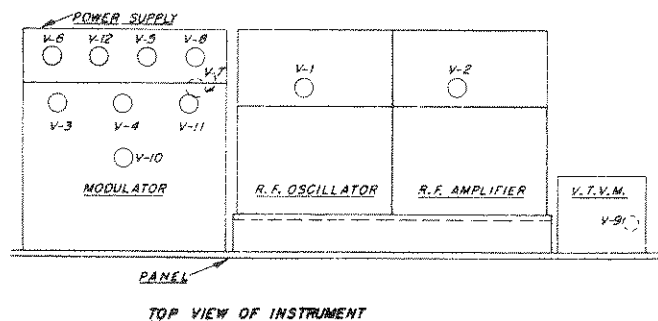 POWER SUPPLY
V-6 V-12 V-5 V-8
V-7
V-1 V-2
V-3 V-4 V-11
V-10
MODULATOR R.F. OSCILLATOR R.F. AMPLIFIER V.T.V.M.
V-9
PANEL
TOP VIEW OF INSTRUMENT